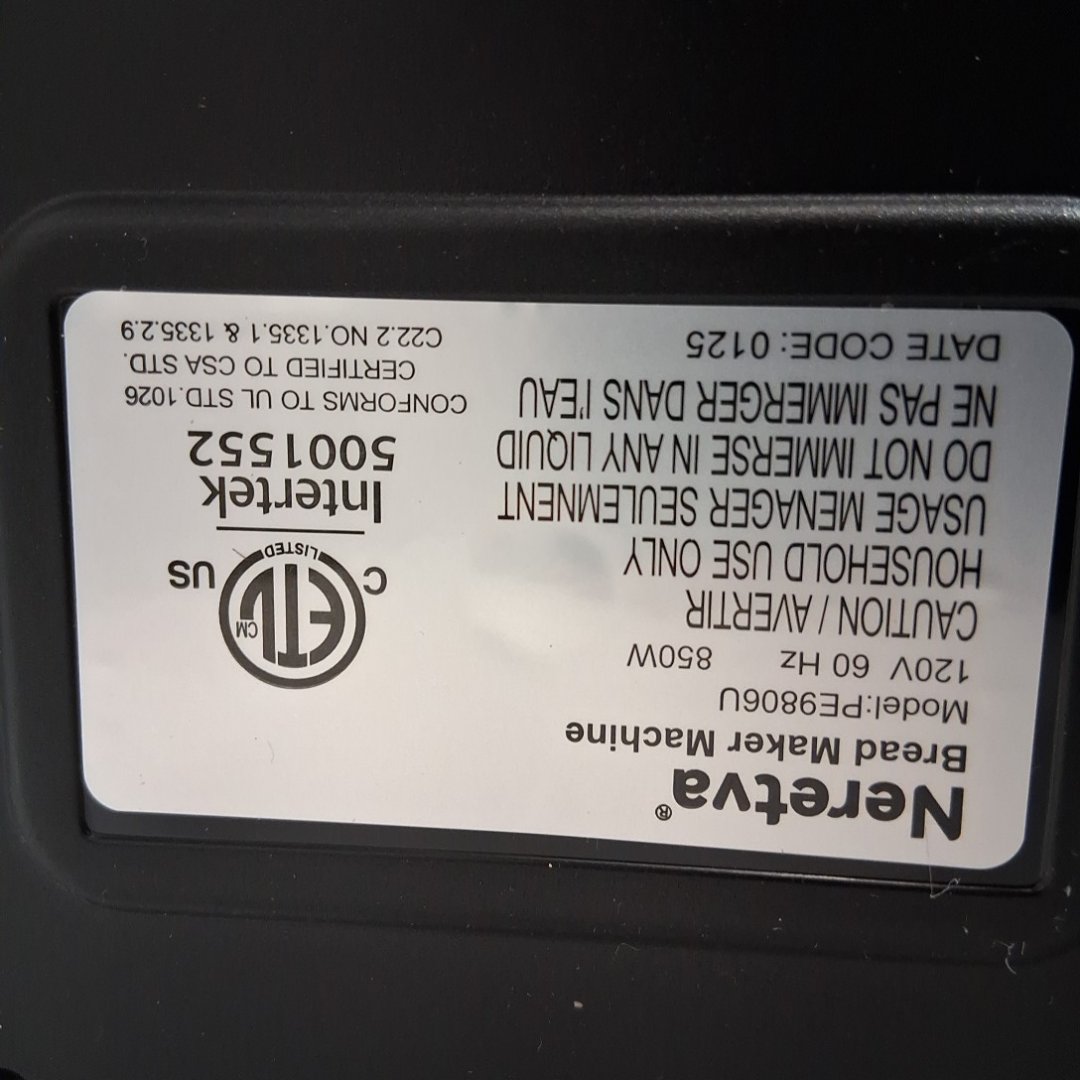 Neretva®
Bread Maker Machine
Model:PE9806U
120V 60 Hz 850W
CAUTION / AVERTIR
HOUSEHOLD USE ONLY
USAGE MENAGER SEULEMNENT
DO NOT IMMERSE IN ANY LIQUID
NE PAS IMMERGER DANS I'EAU
DATE CODE: 0125
ETL CM
LISTED
C US
Intertek
5001552
CONFORMS TO UL STD.1026
CERTIFIED TO CSA STD.
C22.2 NO.1335.1 & 1335.2.9